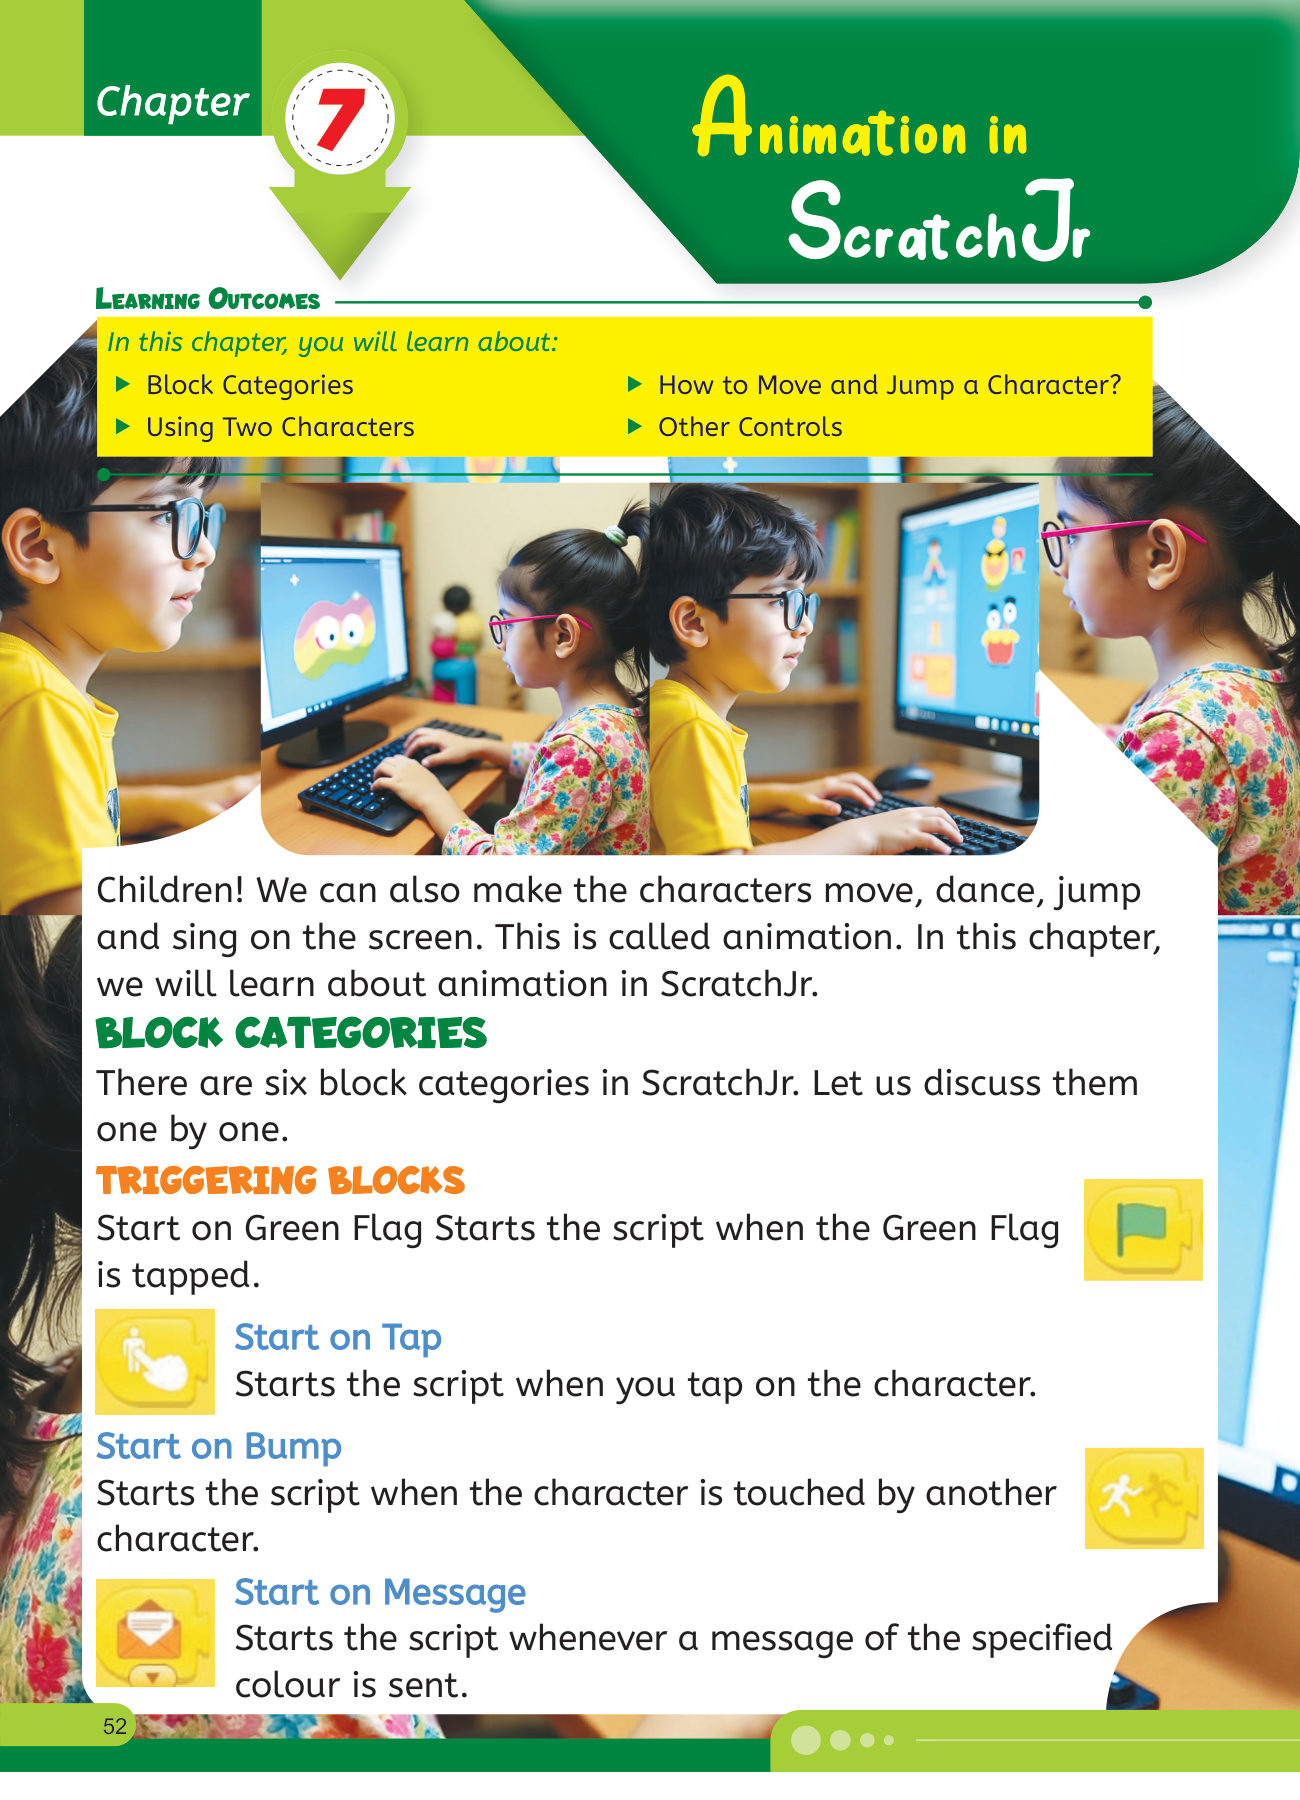 Chapter
7
Animation in
ScratchJr
Learning Outcomes
In this chapter, you will learn about:
▶ Block Categories
▶ How to Move and Jump a Character?
▶ Using Two Characters
▶ Other Controls
Children! We can also make the characters move, dance, jump
and sing on the screen. This is called animation. In this chapter,
we will learn about animation in ScratchJr.
BLOCK CATEGORIES
There are six block categories in ScratchJr. Let us discuss them
one by one.
TRIGGERING BLOCKS
Start on Green Flag Starts the script when the Green Flag
is tapped.
Start on Tap
Starts the script when you tap on the character.
Start on Bump
Starts the script when the character is touched by another
character.
Start on Message
Starts the script whenever a message of the specified
colour is sent.
52